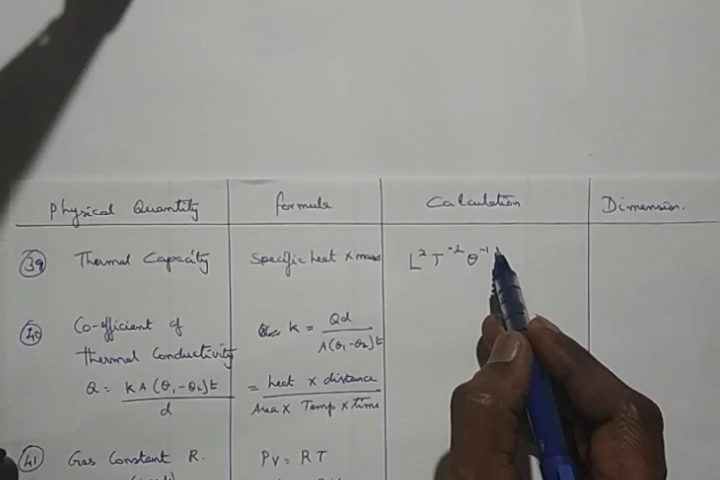 Physical Quantity formula Calculation Dimension.
39 Thermal Capacity Specific heat x mass L² T⁻² θ⁻¹
40 Co-efficient of K = Qd / A(θ₁-θ₂)t
thermal Conductivity
Q = KA(θ₁-θ₂)t / d = heat x distance / Area x Temp x time
41 Gas Constant R. PV = RT